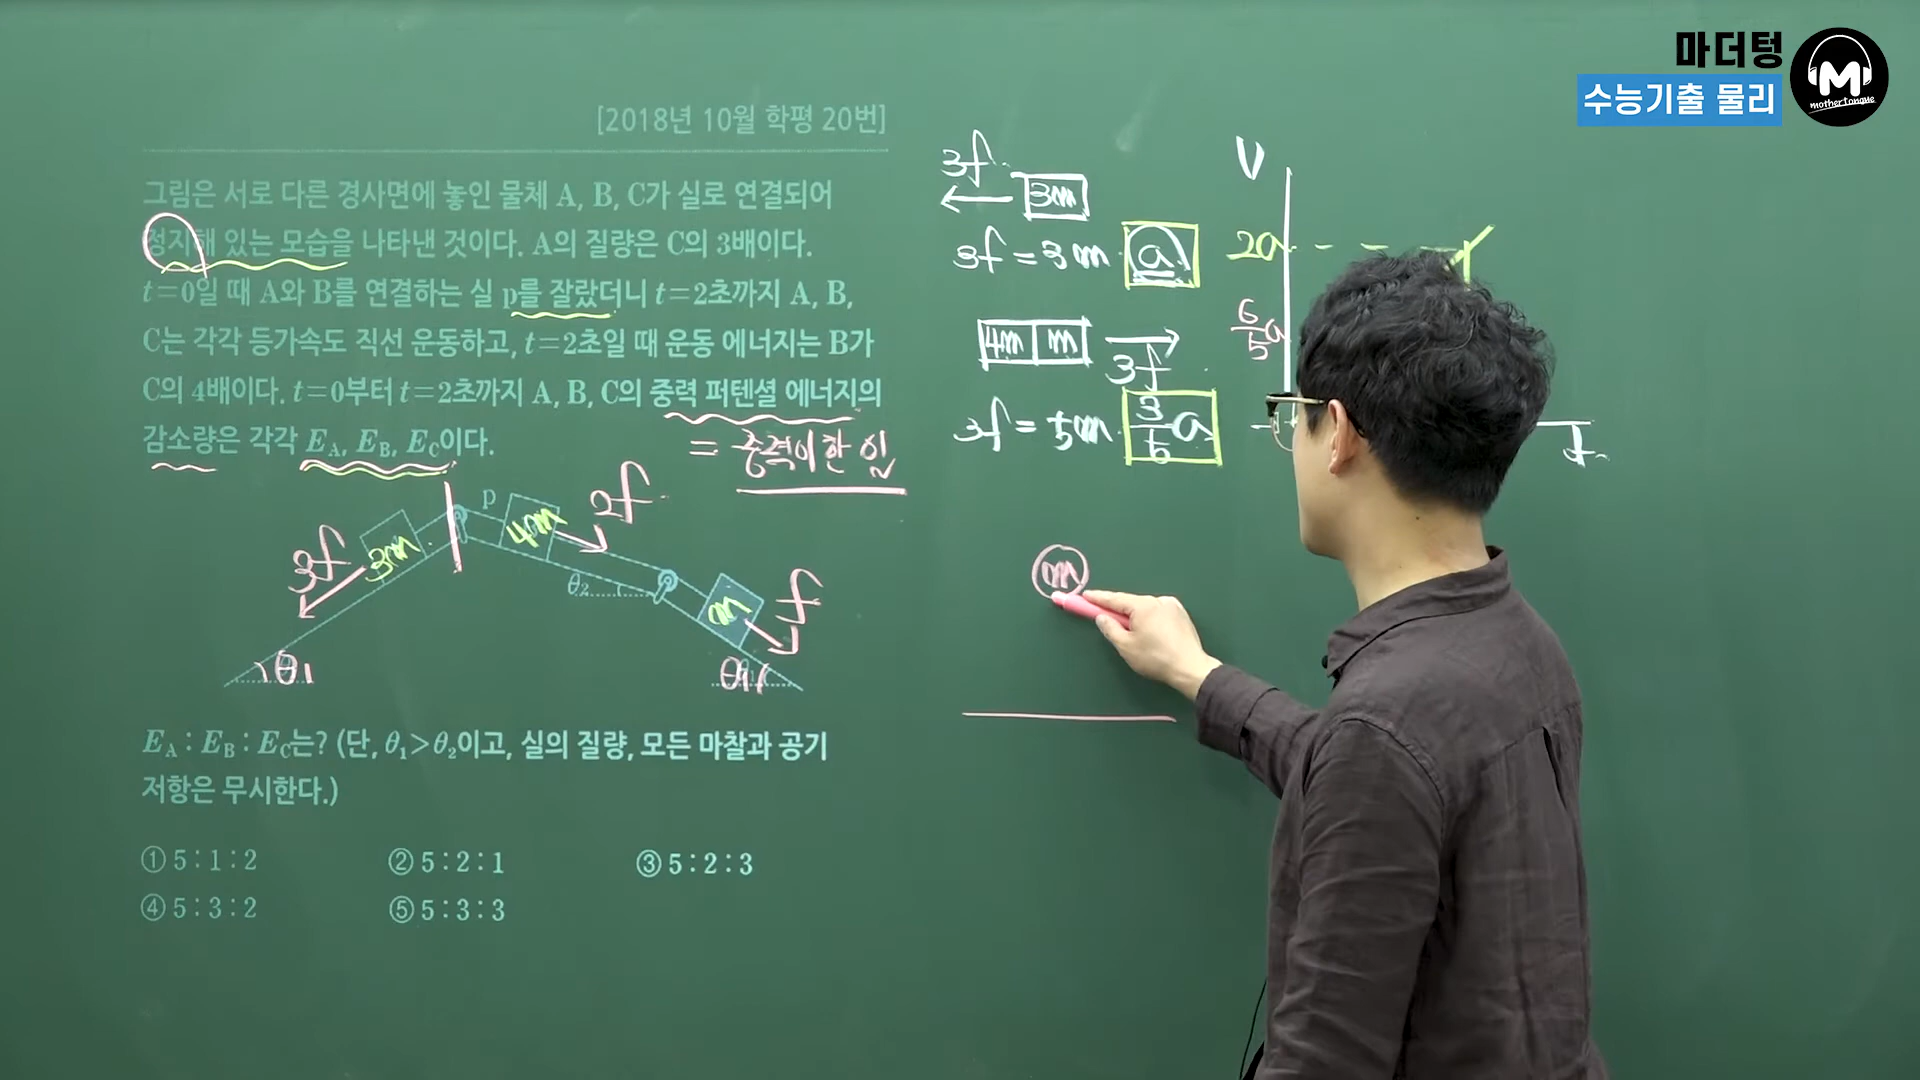 마더텅
수능기출 물리
M
mothertongue
[2018년 10월 학평 20번]
그림은 서로 다른 경사면에 놓인 물체 A, B, C가 실로 연결되어
정지해 있는 모습을 나타낸 것이다. A의 질량은 C의 3배이다.
t=0일 때 A와 B를 연결하는 실 p를 잘랐더니 t=2초까지 A, B,
C는 각각 등가속도 직선 운동하고, t=2초일 때 운동 에너지는 B가
C의 4배이다. t=0부터 t=2초까지 A, B, C의 중력 퍼텐셜 에너지의
감소량은 각각 E_A, E_B, E_C이다.
= 중력이 한 일
p
3m
4m
m
3f
2f
f
θ₂
θ₁
θ₁
E_A : E_B : E_C는? (단, θ₁>θ₂이고, 실의 질량, 모든 마찰과 공기
저항은 무시한다.)
① 5:1:2 ② 5:2:1 ③ 5:2:3
④ 5:3:2 ⑤ 5:3:3
3f
3m
3f = 3m · a
4m m
3f
3f = 5m · 3/5 a
m
V
2a
6/5 a
t